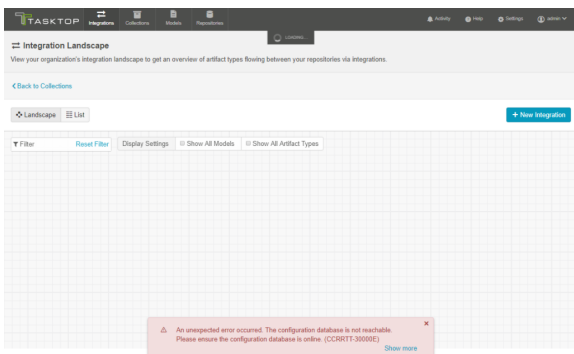 TASKTOP
Integrations
Collections
Models
Repositories
Activity
Help
Settings
admin
LOADING...
Integration Landscape
View your organization's integration landscape to get an overview of artifact types flowing between your repositories via integrations.
Back to Collections
Landscape
List
+ New Integration
Filter
Reset Filter
Display Settings
Show All Models
Show All Artifact Types
An unexpected error occurred. The configuration database is not reachable.
Please ensure the configuration database is online. (CCRRTT-30000E)
Show more